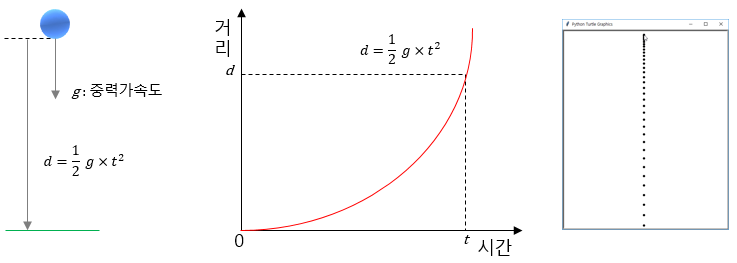 g: 중력가속도
d = 1/2 g × t²
거리
d = 1/2 g × t²
d
0
t
시간
Python Turtle Graphics